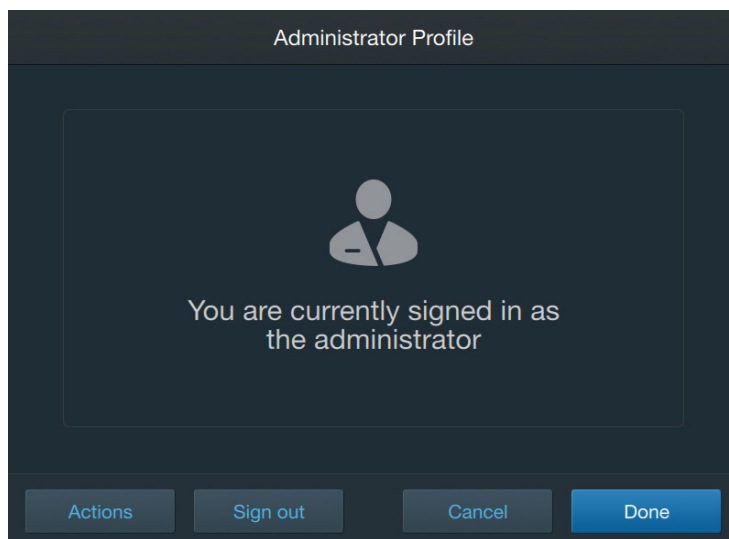 Administrator Profile
You are currently signed in as
the administrator
Actions
Sign out
Cancel
Done